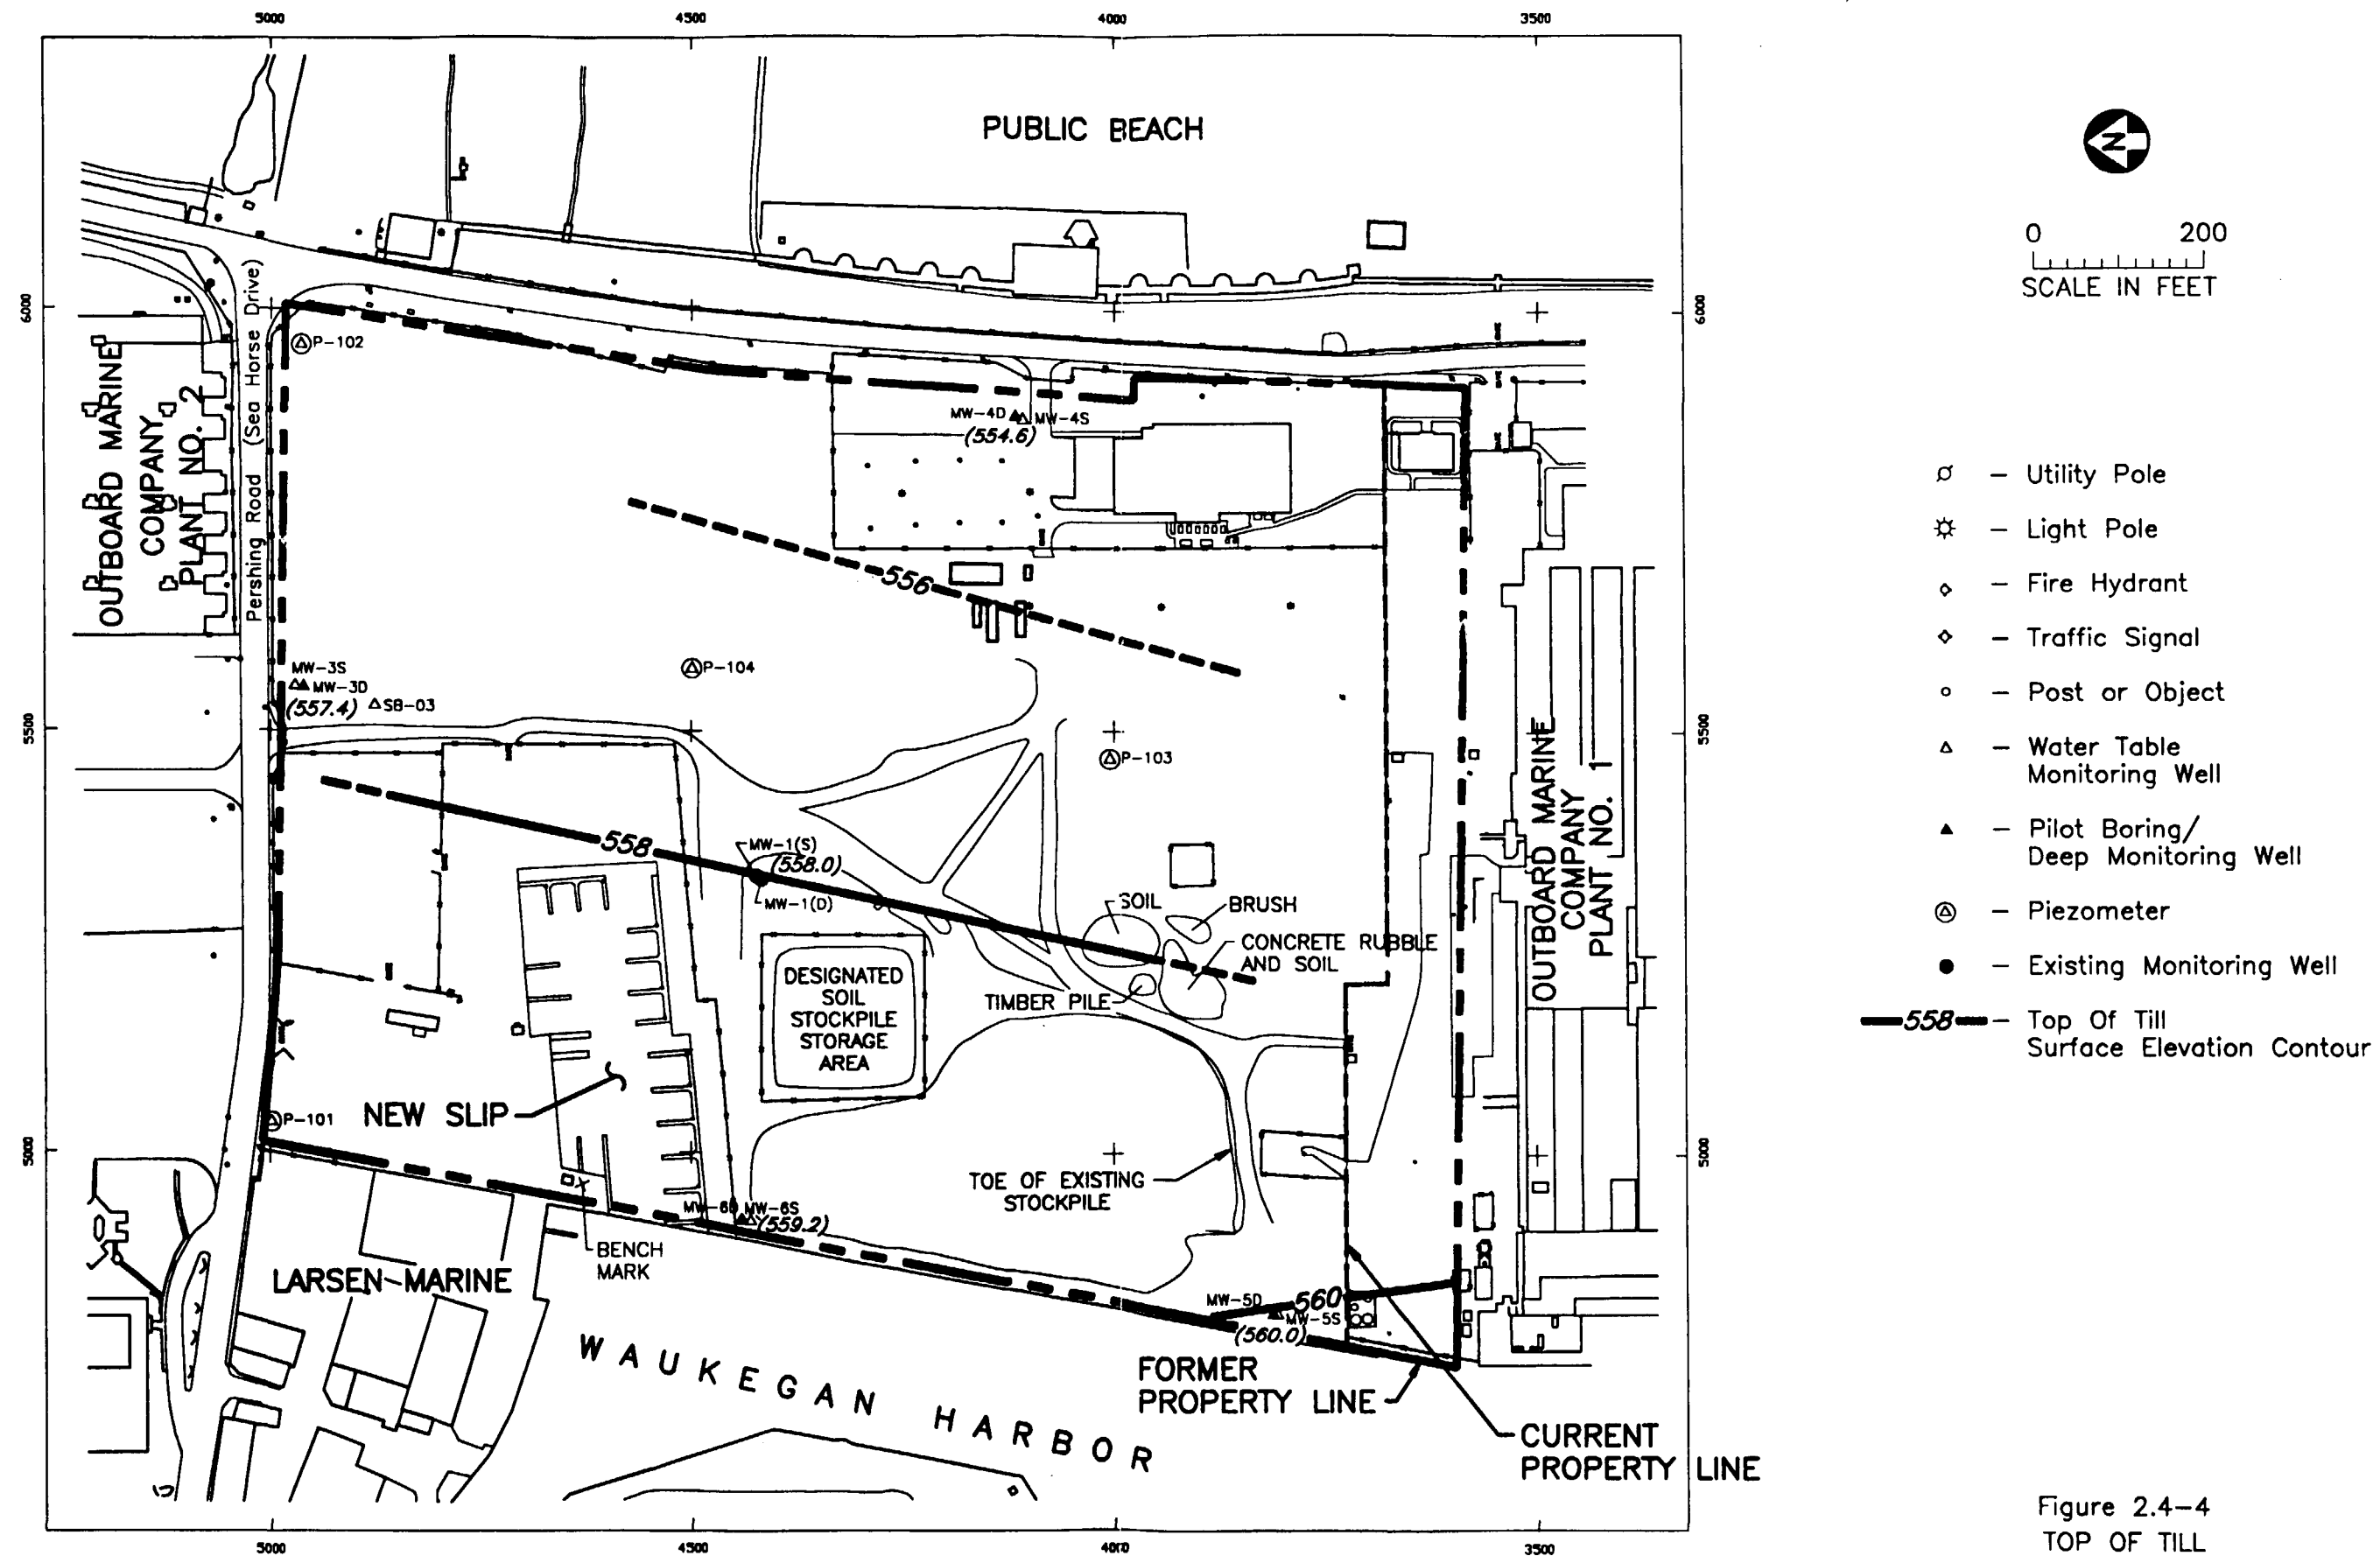 5000
4500
4000
3500
PUBLIC BEACH
N
0 200
SCALE IN FEET
6000
6000
Pershing Road (Sea Horse Drive)
P-102
OUTBOARD MARINE
COMPANY
PLANT NO. 2
MW-4D
MW-4S
(554.6)
556
MW-3S
MW-3D
(557.4)
SB-03
P-104
5500
5500
P-103
558
MW-1(S)
(558.0)
MW-1(D)
SOIL
BRUSH
CONCRETE RUBBLE
AND SOIL
TIMBER PILE
DESIGNATED
SOIL
STOCKPILE
STORAGE
AREA
OUTBOARD MARINE
COMPANY
PLANT NO. 1
P-101
NEW SLIP
5000
5000
TOE OF EXISTING
STOCKPILE
MW-6D
MW-6S
(559.2)
BENCH
MARK
LARSEN-MARINE
MW-5D
560
MW-5S
(560.0)
WAUKEGAN HARBOR
FORMER
PROPERTY LINE
CURRENT
PROPERTY LINE
5000
4500
4000
3500
– Utility Pole
– Light Pole
– Fire Hydrant
– Traffic Signal
– Post or Object
– Water Table
Monitoring Well
– Pilot Boring/
Deep Monitoring Well
– Piezometer
– Existing Monitoring Well
558 – Top Of Till
Surface Elevation Contour
Figure 2.4-4
TOP OF TILL